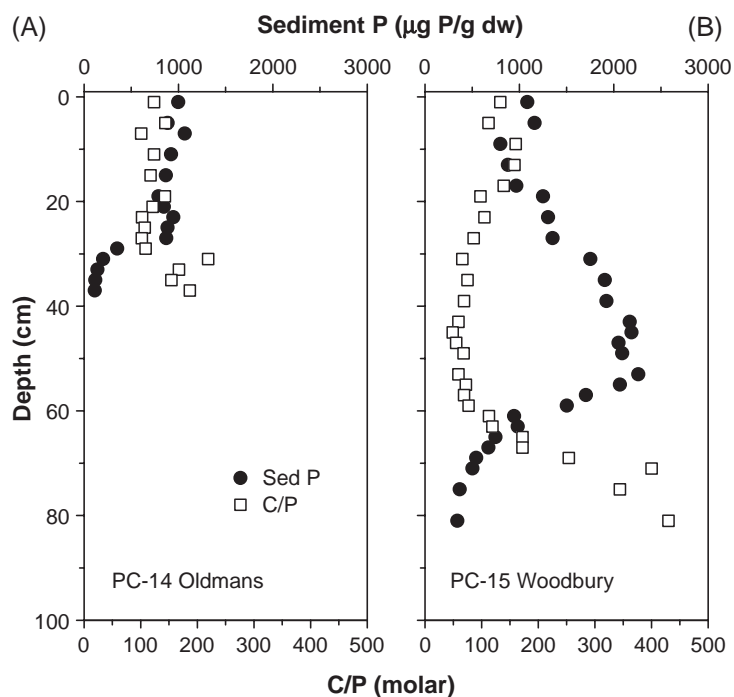 (A) Sediment P (µg P/g dw) (B)
0 1000 2000 3000 0 1000 2000 3000
0
20
40
60
80
100
Depth (cm)
Sed P
C/P
PC-14 Oldmans PC-15 Woodbury
0 100 200 300 400 500 0 100 200 300 400 500
C/P (molar)